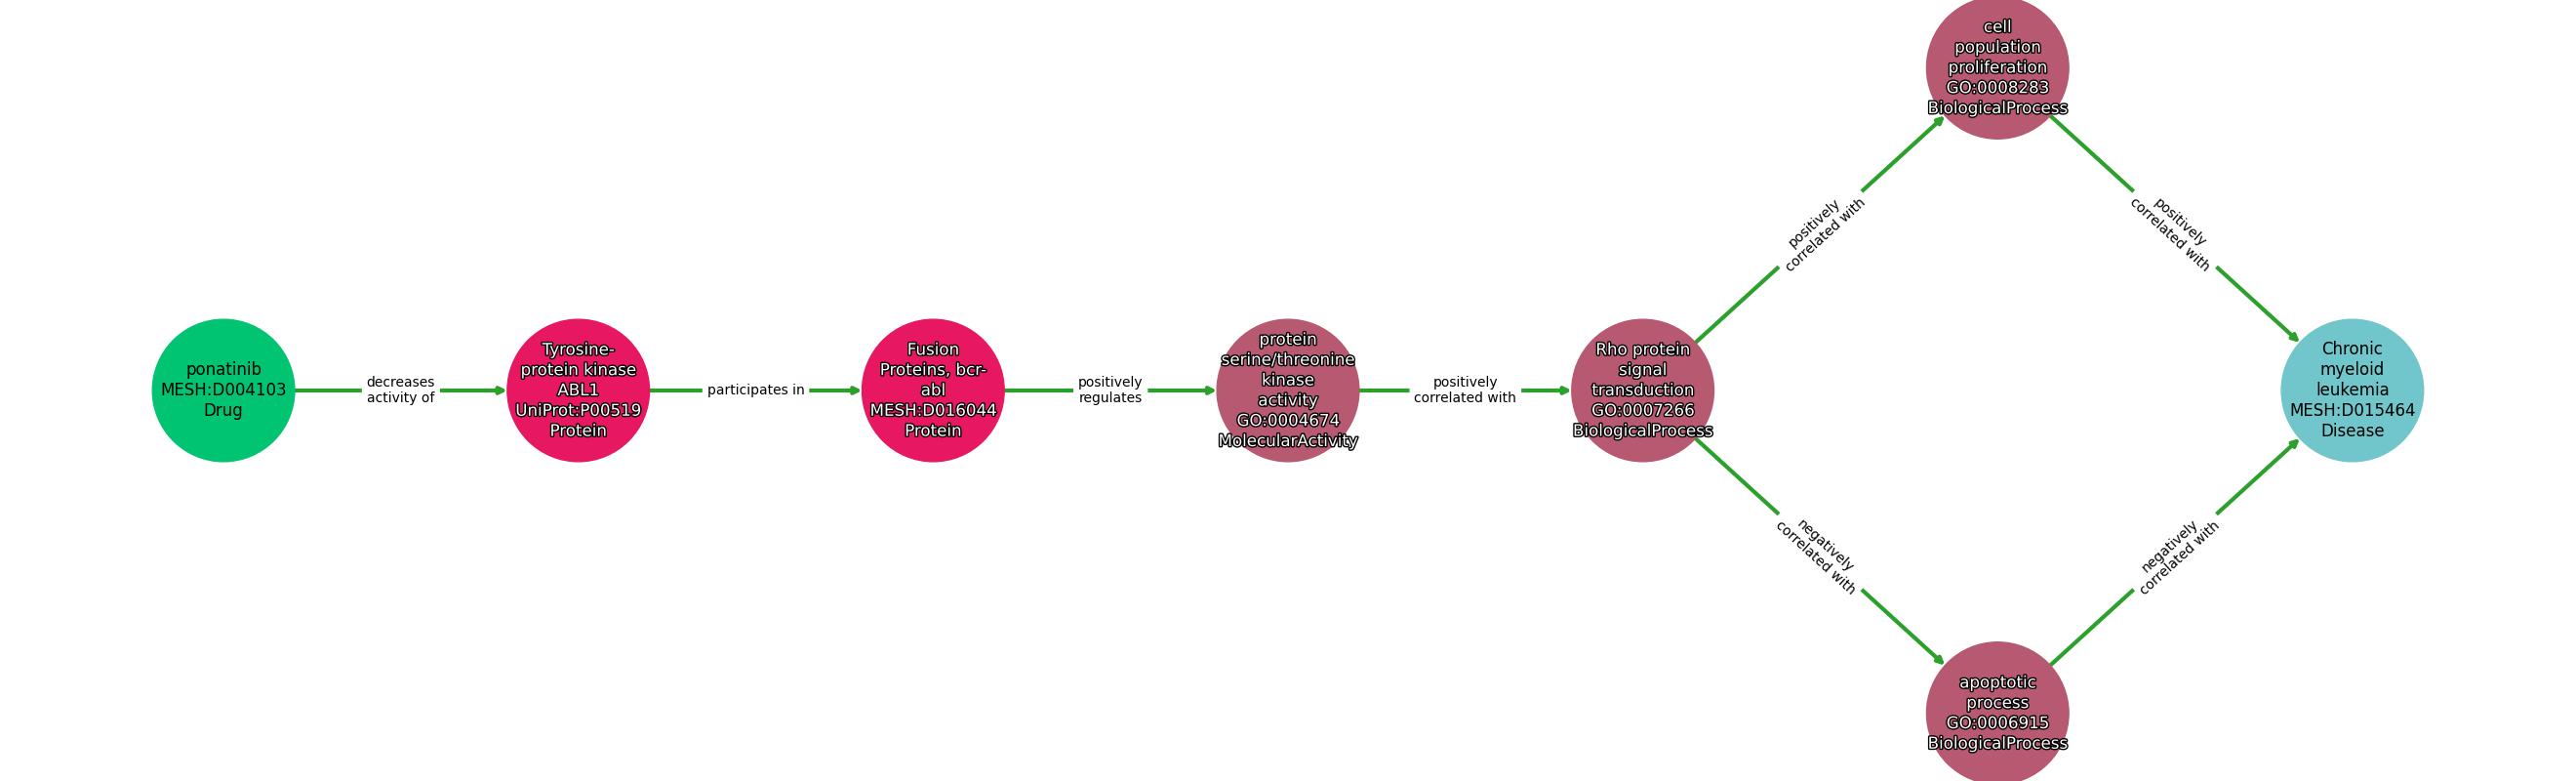 ponatinib
MESH:D004103
Drug
decreases
activity of
Tyrosine-
protein kinase
ABL1
UniProt:P00519
Protein
participates in
Fusion
Proteins, bcr-
abl
MESH:D016044
Protein
positively
regulates
protein
serine/threonine
kinase
activity
GO:0004674
MolecularActivity
positively
correlated with
Rho protein
signal
transduction
GO:0007266
BiologicalProcess
positively
correlated with
cell
population
proliferation
GO:0008283
BiologicalProcess
positively
correlated with
negatively
correlated with
apoptotic
process
GO:0006915
BiologicalProcess
negatively
correlated with
Chronic
myeloid
leukemia
MESH:D015464
Disease